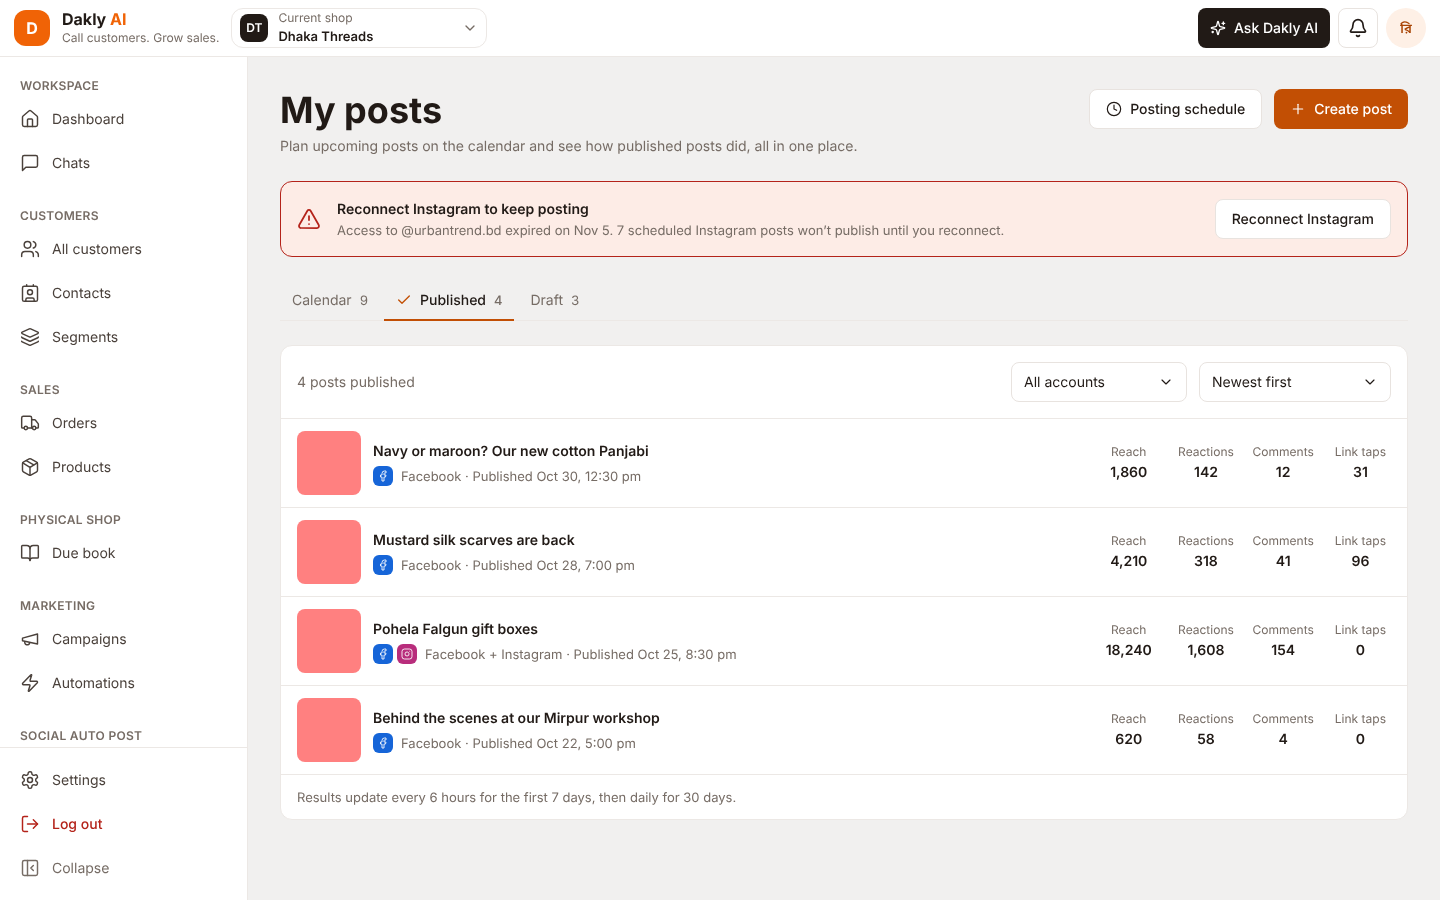 D
Dakly AI
Call customers. Grow sales.
DT
Current shop
Dhaka Threads
Ask Dakly AI
রি
WORKSPACE
Dashboard
Chats
CUSTOMERS
All customers
Contacts
Segments
SALES
Orders
Products
PHYSICAL SHOP
Due book
MARKETING
Campaigns
Automations
SOCIAL AUTO POST
Settings
Log out
Collapse
My posts
Plan upcoming posts on the calendar and see how published posts did, all in one place.
Posting schedule
Create post
Reconnect Instagram to keep posting
Access to @urbantrend.bd expired on Nov 5. 7 scheduled Instagram posts won’t publish until you reconnect.
Reconnect Instagram
Calendar 9 Published 4 Draft 3
4 posts published
All accounts
Newest first
Navy or maroon? Our new cotton Panjabi
Facebook · Published Oct 30, 12:30 pm
Reach Reactions Comments Link taps
1,860 142 12 31
Mustard silk scarves are back
Facebook · Published Oct 28, 7:00 pm
Reach Reactions Comments Link taps
4,210 318 41 96
Pohela Falgun gift boxes
Facebook + Instagram · Published Oct 25, 8:30 pm
Reach Reactions Comments Link taps
18,240 1,608 154 0
Behind the scenes at our Mirpur workshop
Facebook · Published Oct 22, 5:00 pm
Reach Reactions Comments Link taps
620 58 4 0
Results update every 6 hours for the first 7 days, then daily for 30 days.